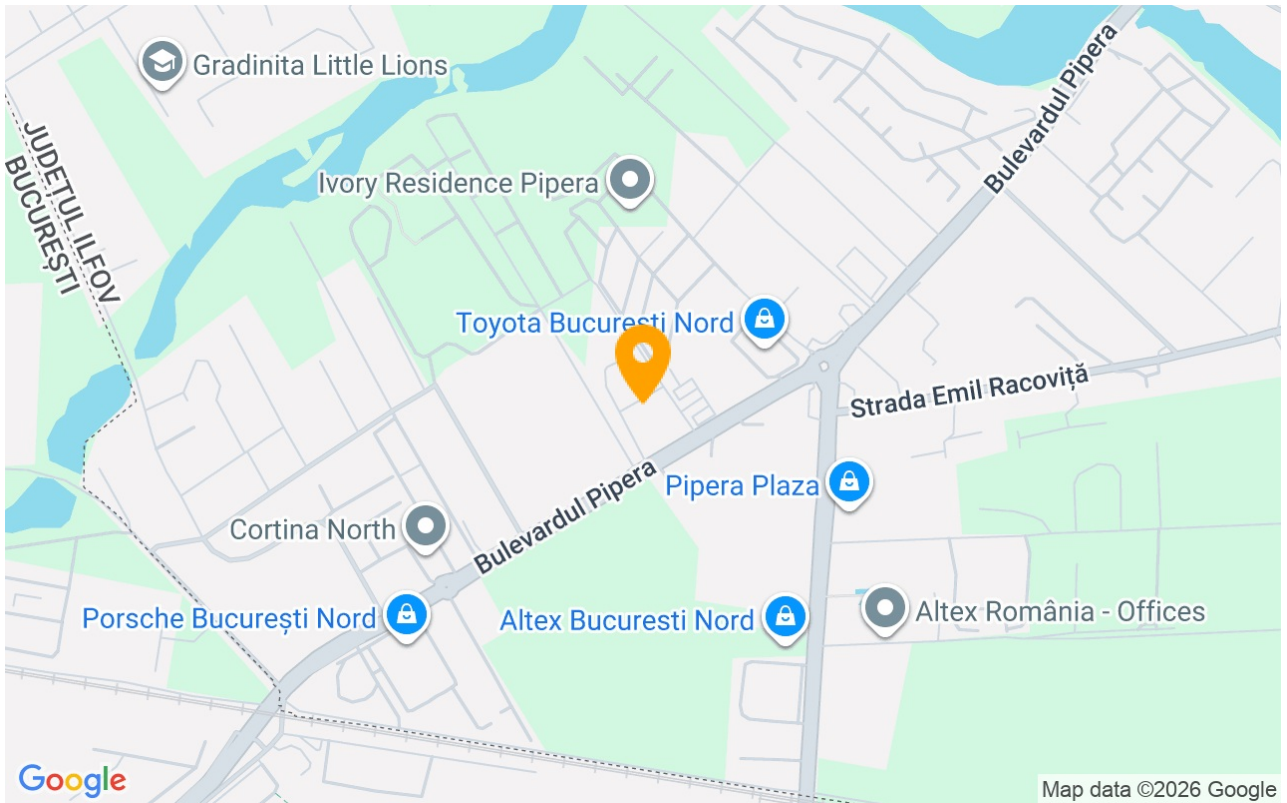 Gradinita Little Lions
Bulevardul Pipera
JUDEȚUL ILFOV
BUCUREȘTI
Ivory Residence Pipera
Toyota București Nord
Strada Emil Racoviță
Pipera Plaza
Bulevardul Pipera
Cortina North
Porsche București Nord
Altex Bucuresti Nord
Altex România - Offices
Google
Map data ©2026 Google